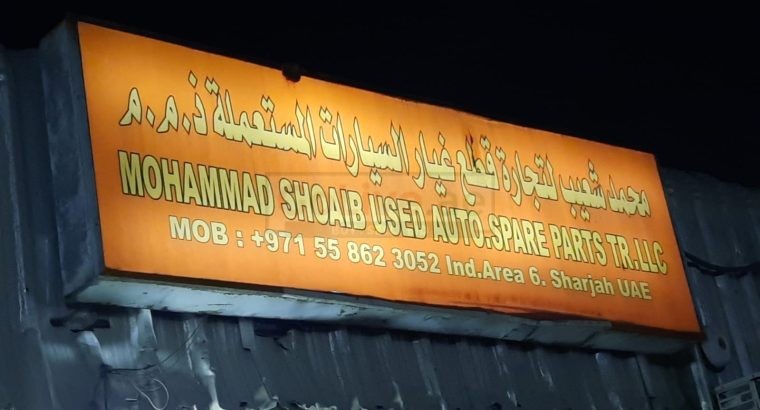 محمد شعيب لتجارة قطع غيار السيارات المستعملة ذ.م.م
MOHAMMAD SHOAIB USED AUTO.SPARE PARTS TR.LLC
MOB : +971 55 862 3052 Ind.Area 6. Sharjah UAE